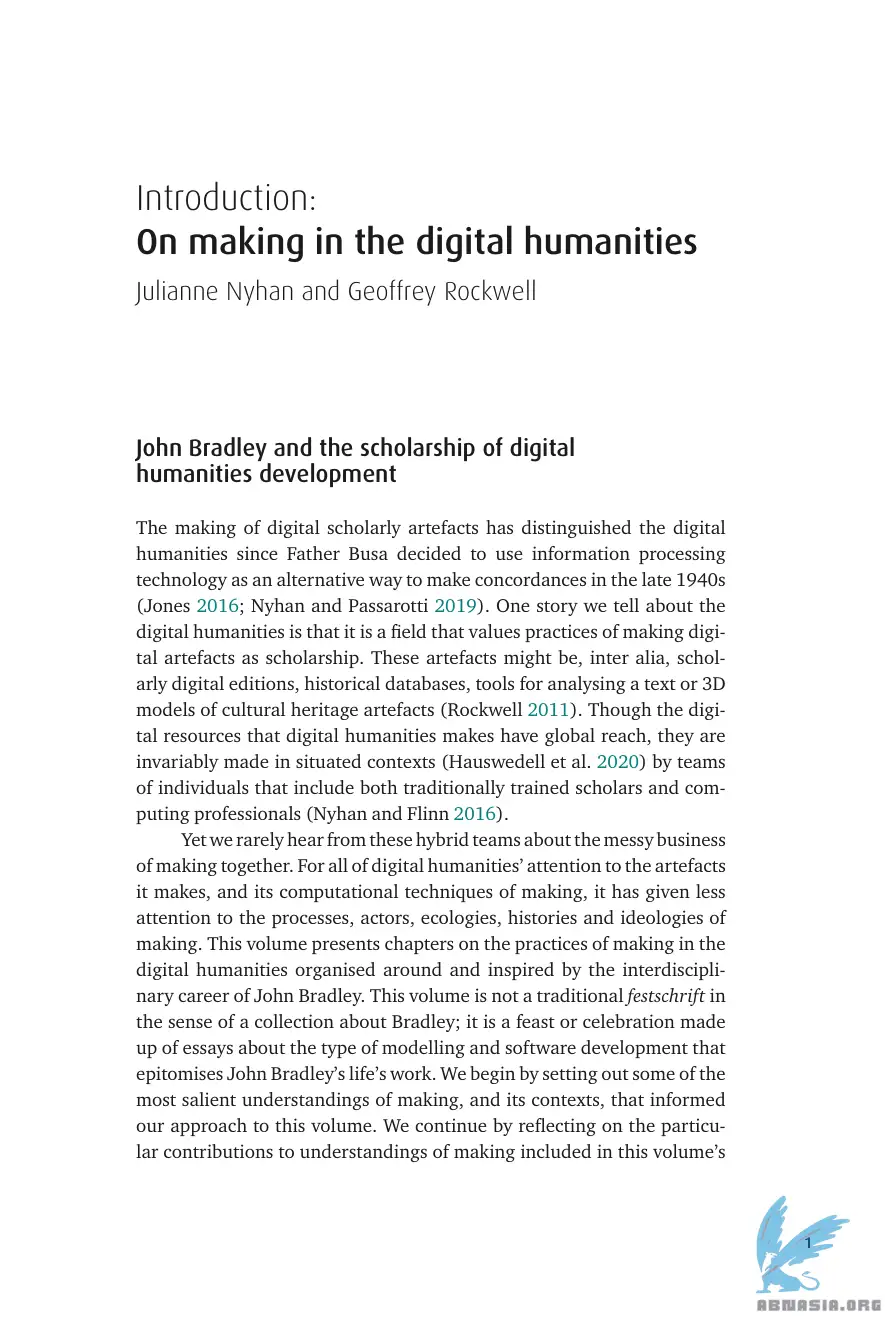 Introduction:
On making in the digital humanities
Julianne Nyhan and Geoffrey Rockwell
John Bradley and the scholarship of digital
humanities development
The making of digital scholarly artefacts has distinguished the digital
humanities since Father Busa decided to use information processing
technology as an alternative way to make concordances in the late 1940s
(Jones 2016; Nyhan and Passarotti 2019). One story we tell about the
digital humanities is that it is a field that values practices of making digi-
tal artefacts as scholarship. These artefacts might be, inter alia, schol-
arly digital editions, historical databases, tools for analysing a text or 3D
models of cultural heritage artefacts (Rockwell 2011). Though the digi-
tal resources that digital humanities makes have global reach, they are
invariably made in situated contexts (Hauswedell et al. 2020) by teams
of individuals that include both traditionally trained scholars and com-
puting professionals (Nyhan and Flinn 2016).
Yet we rarely hear from these hybrid teams about the messy business
of making together. For all of digital humanities’ attention to the artefacts
it makes, and its computational techniques of making, it has given less
attention to the processes, actors, ecologies, histories and ideologies of
making. This volume presents chapters on the practices of making in the
digital humanities organised around and inspired by the interdiscipli-
nary career of John Bradley. This volume is not a traditional festschrift in
the sense of a collection about Bradley; it is a feast or celebration made
up of essays about the type of modelling and software development that
epitomises John Bradley’s life’s work. We begin by setting out some of the
most salient understandings of making, and its contexts, that informed
our approach to this volume. We continue by reflecting on the particu-
lar contributions to understandings of making included in this volume’s
1
ABNASIA.ORG